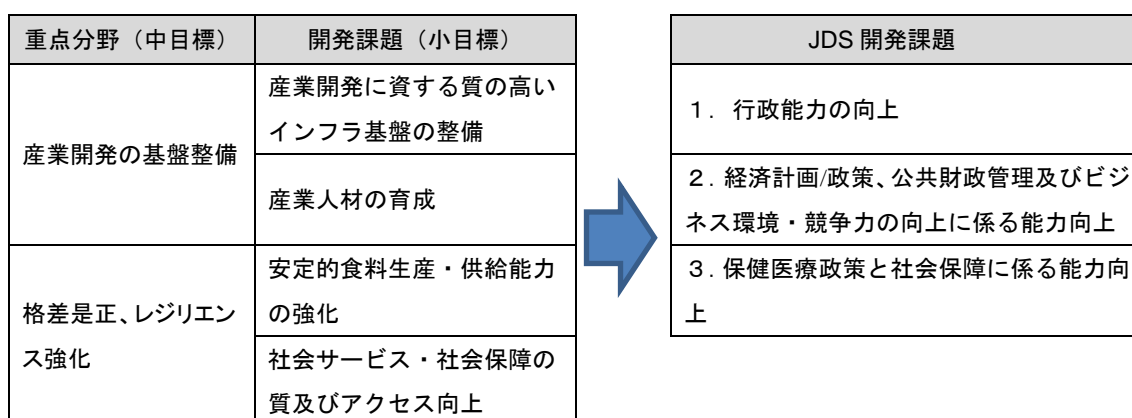 重点分野（中目標）
開発課題（小目標）
産業開発の基盤整備
産業開発に資する質の高い
インフラ基盤の整備
産業人材の育成
格差是正、レジリエン
ス強化
安定的食料生産・供給能力
の強化
社会サービス・社会保障の
質及びアクセス向上
JDS 開発課題
１． 行政能力の向上
２．経済計画/政策、公共財政管理及びビジ
ネス環境・競争力の向上に係る能力向上
３．保健医療政策と社会保障に係る能力向
上